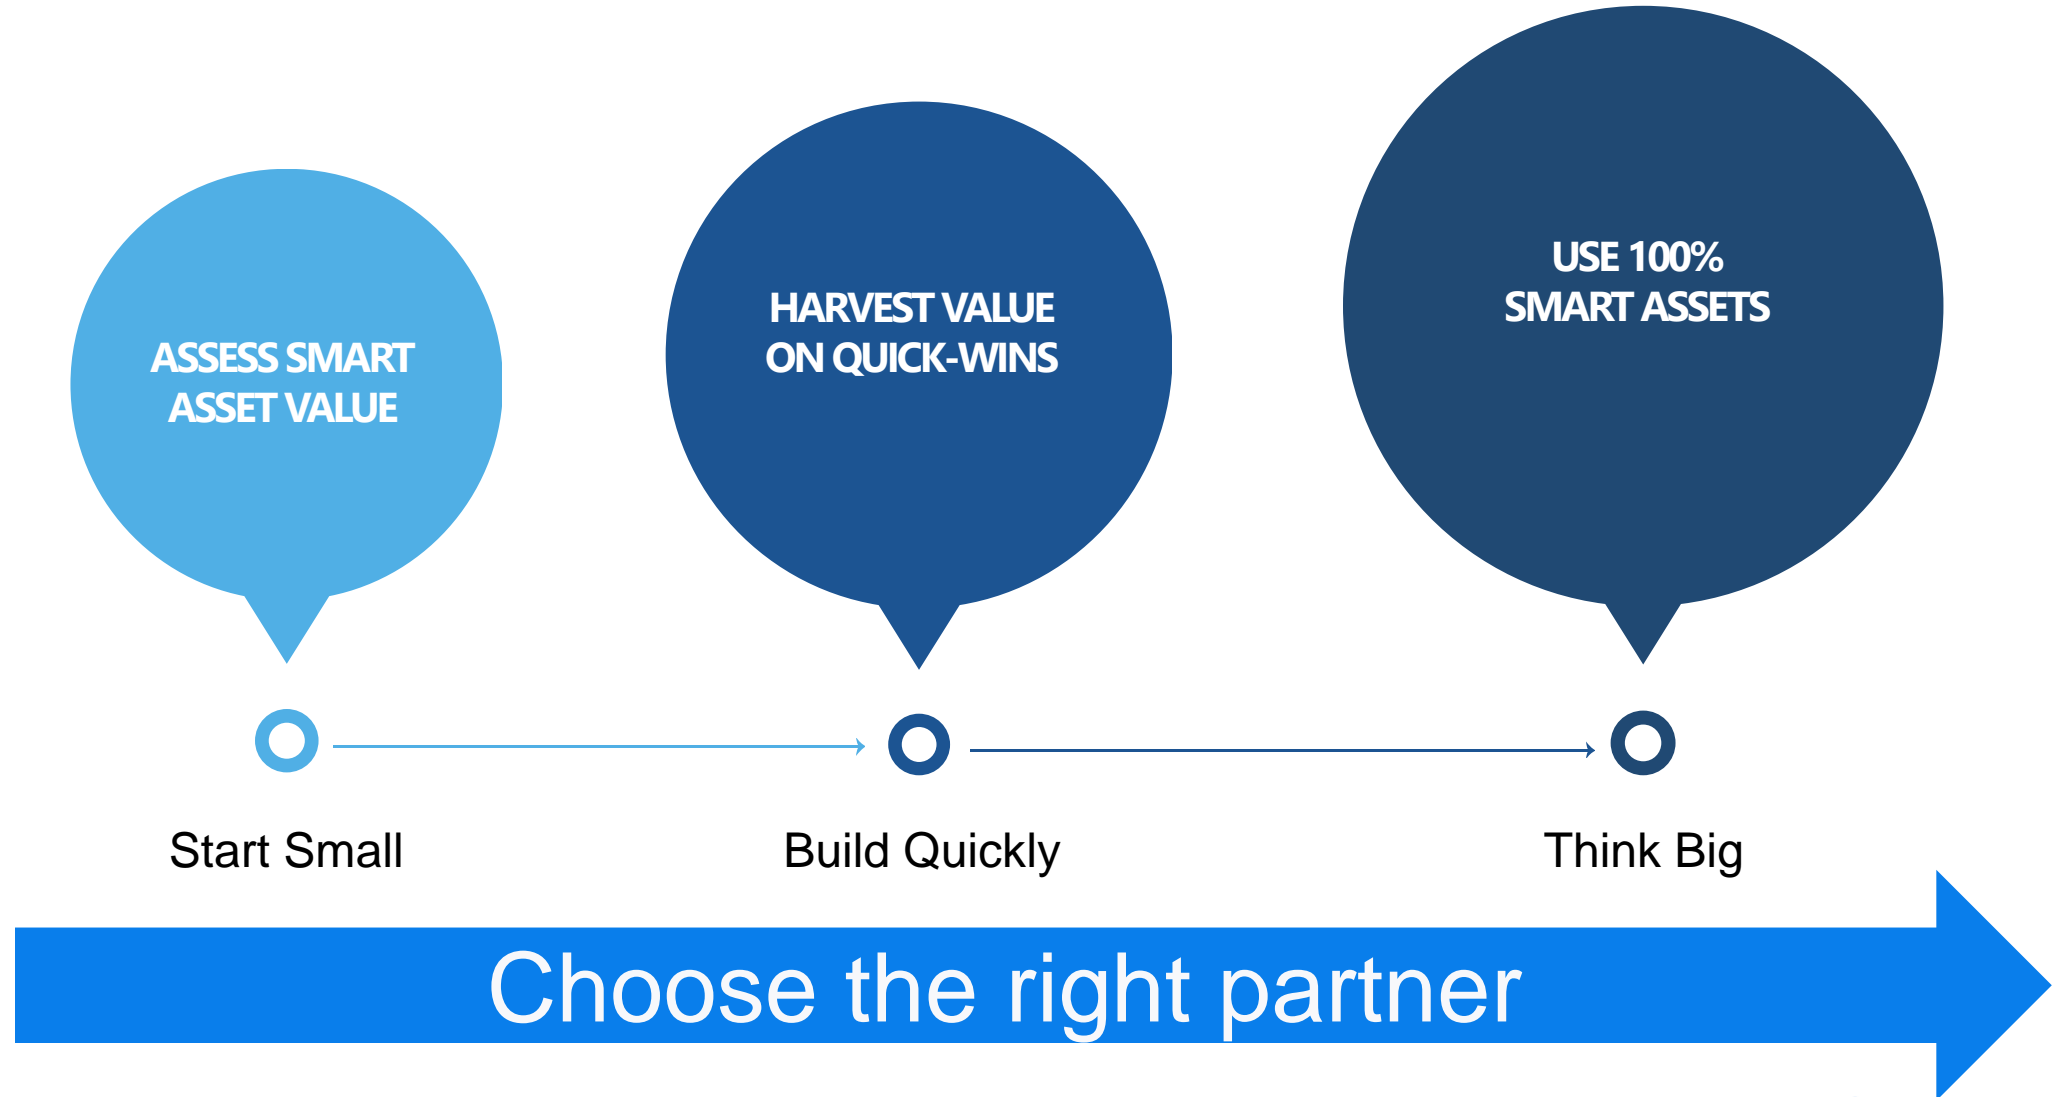 ASSESS SMART
ASSET VALUE
HARVEST VALUE
ON QUICK-WINS
USE 100%
SMART ASSETS
Start Small
Build Quickly
Think Big
Choose the right partner